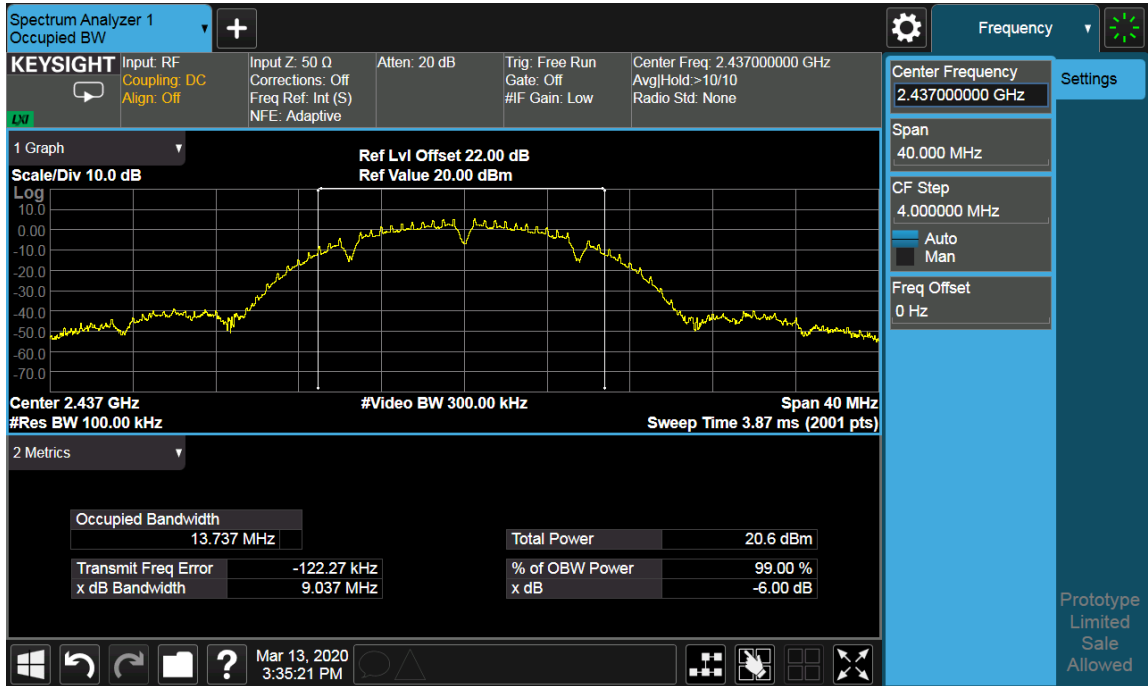 Spectrum Analyzer 1
Occupied BW
Frequency
KEYSIGHT
LXI
Input: RF
Coupling: DC
Align: Off
Input Z: 50 Ω
Corrections: Off
Freq Ref: Int (S)
NFE: Adaptive
Atten: 20 dB
Trig: Free Run
Gate: Off
#IF Gain: Low
Center Freq: 2.437000000 GHz
Avg|Hold:>10/10
Radio Std: None
1 Graph
Scale/Div 10.0 dB
Ref Lvl Offset 22.00 dB
Ref Value 20.00 dBm
Log
10.0
0.00
-10.0
-20.0
-30.0
-40.0
-50.0
-60.0
-70.0
Center 2.437 GHz
#Video BW 300.00 kHz
Span 40 MHz
#Res BW 100.00 kHz
Sweep Time 3.87 ms (2001 pts)
2 Metrics
Occupied Bandwidth
13.737 MHz
Total Power 20.6 dBm
Transmit Freq Error -122.27 kHz
% of OBW Power 99.00 %
x dB Bandwidth 9.037 MHz
x dB -6.00 dB
?
Mar 13, 2020
3:35:21 PM
Center Frequency
2.437000000 GHz
Settings
Span
40.000 MHz
CF Step
4.000000 MHz
Auto
Man
Freq Offset
0 Hz
Prototype
Limited
Sale
Allowed